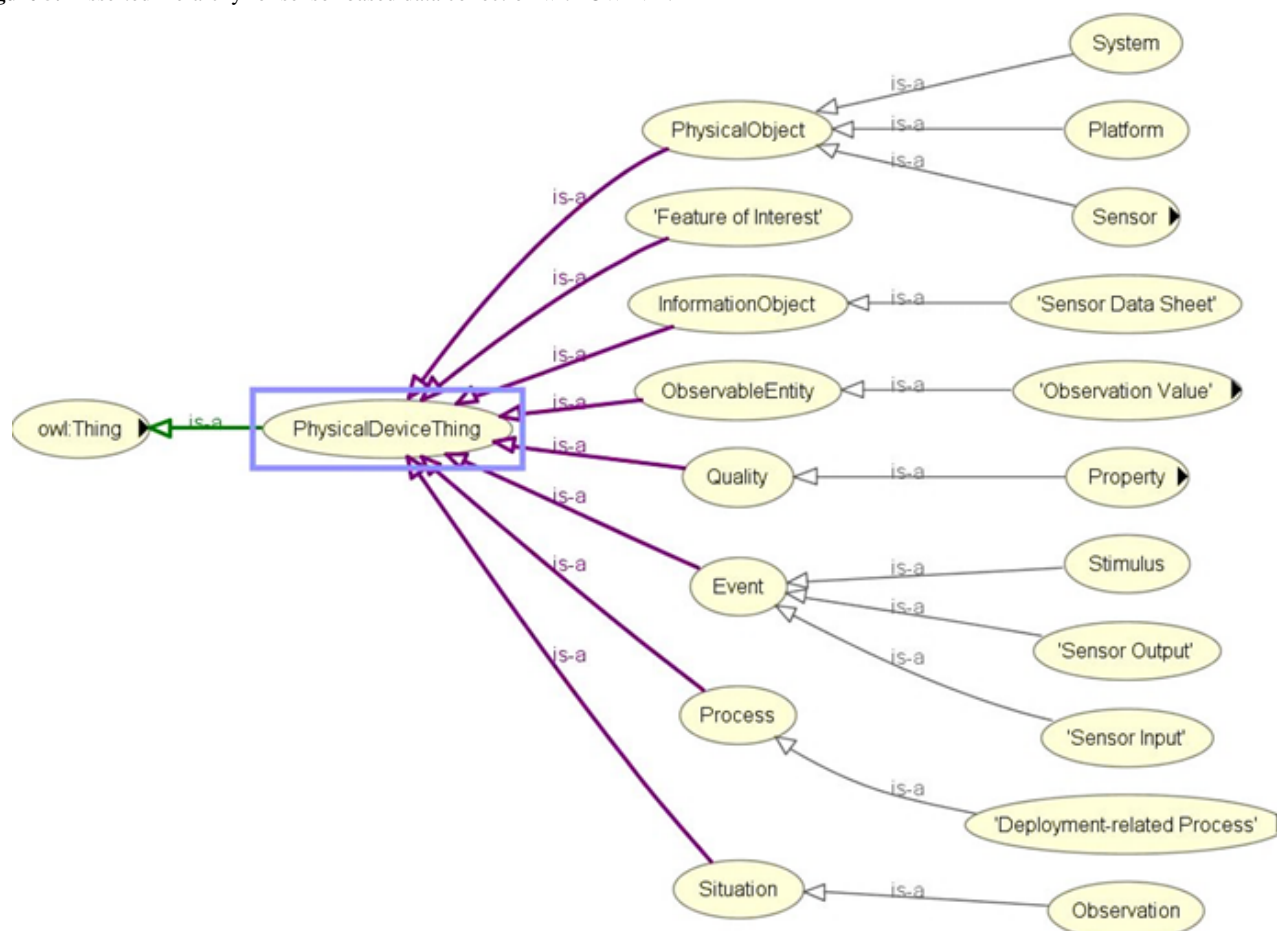 System
is-a
PhysicalObject
is-a
Platform
is-a
Sensor
is-a
'Feature of Interest'
is-a
InformationObject
is-a
'Sensor Data Sheet'
is-a
ObservableEntity
is-a
'Observation Value'
is-a
owl:Thing
is-a
PhysicalDeviceThing
is-a
Quality
is-a
Property
is-a
Event
is-a
Stimulus
is-a
'Sensor Output'
is-a
'Sensor Input'
is-a
Process
is-a
'Deployment-related Process'
is-a
Situation
is-a
Observation